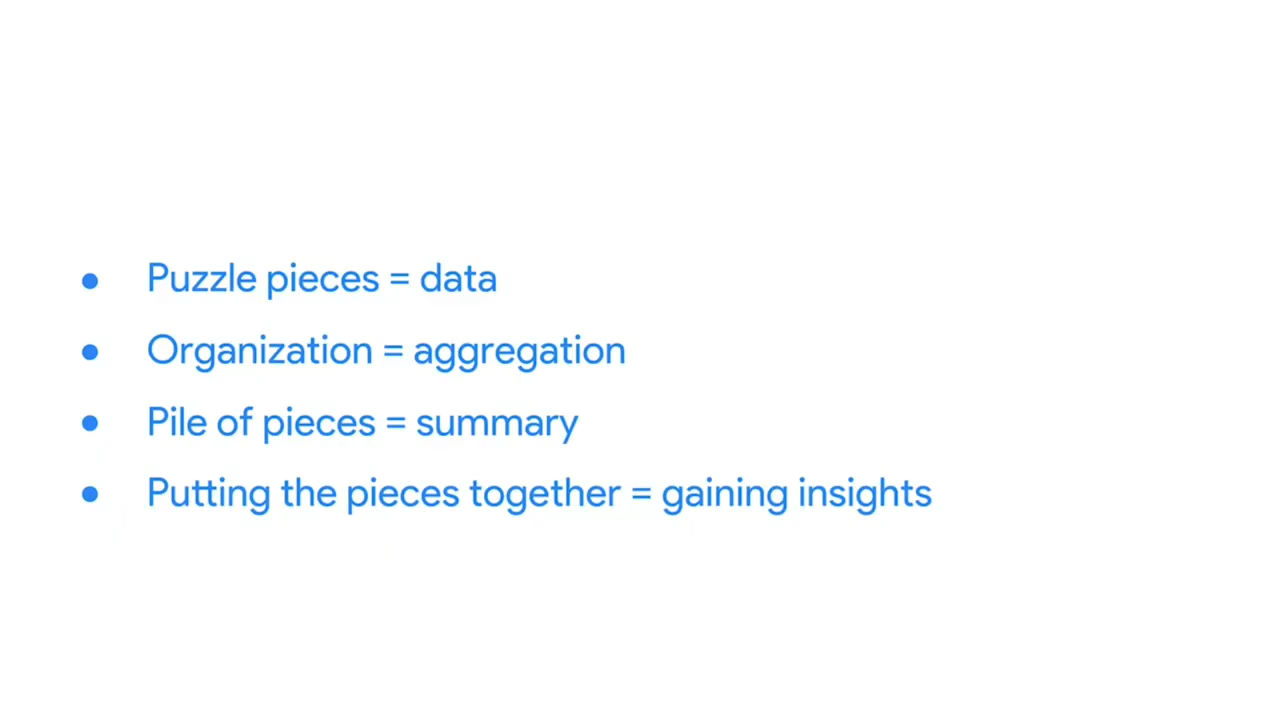 ● Puzzle pieces = data
● Organization = aggregation
● Pile of pieces = summary
● Putting the pieces together = gaining insights